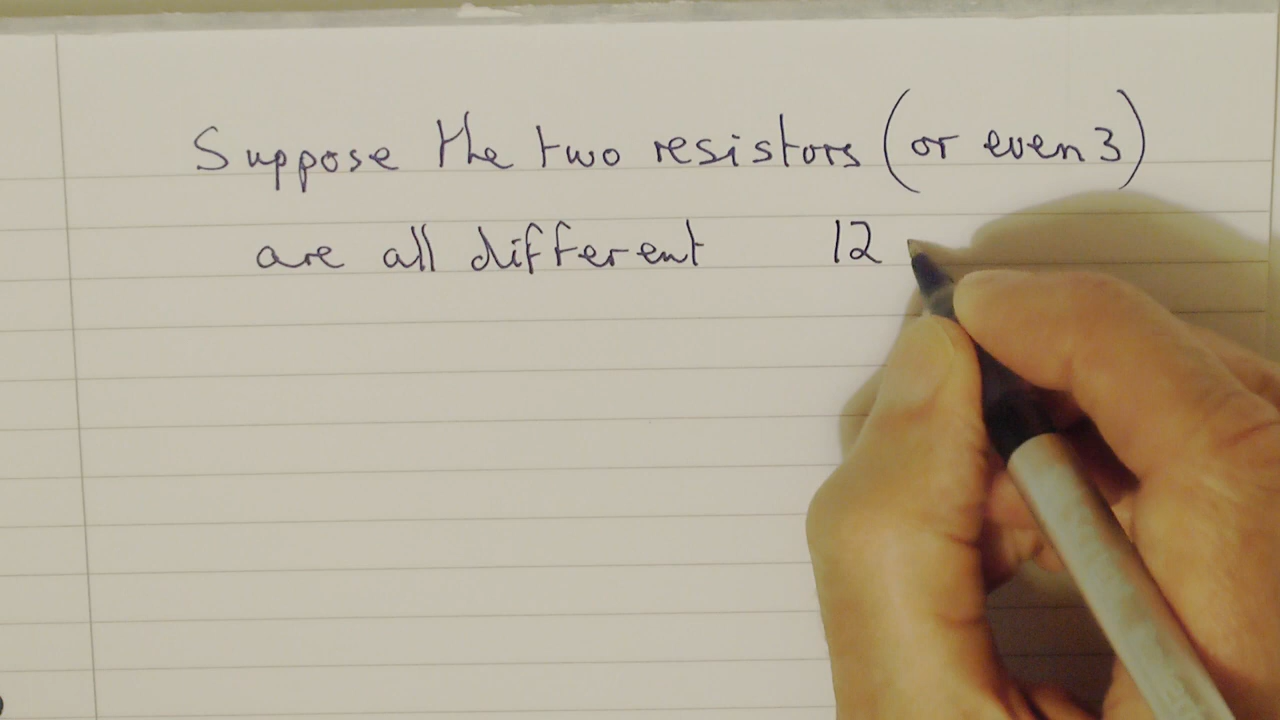 Suppose the two resistors (or even 3)
are all different 12